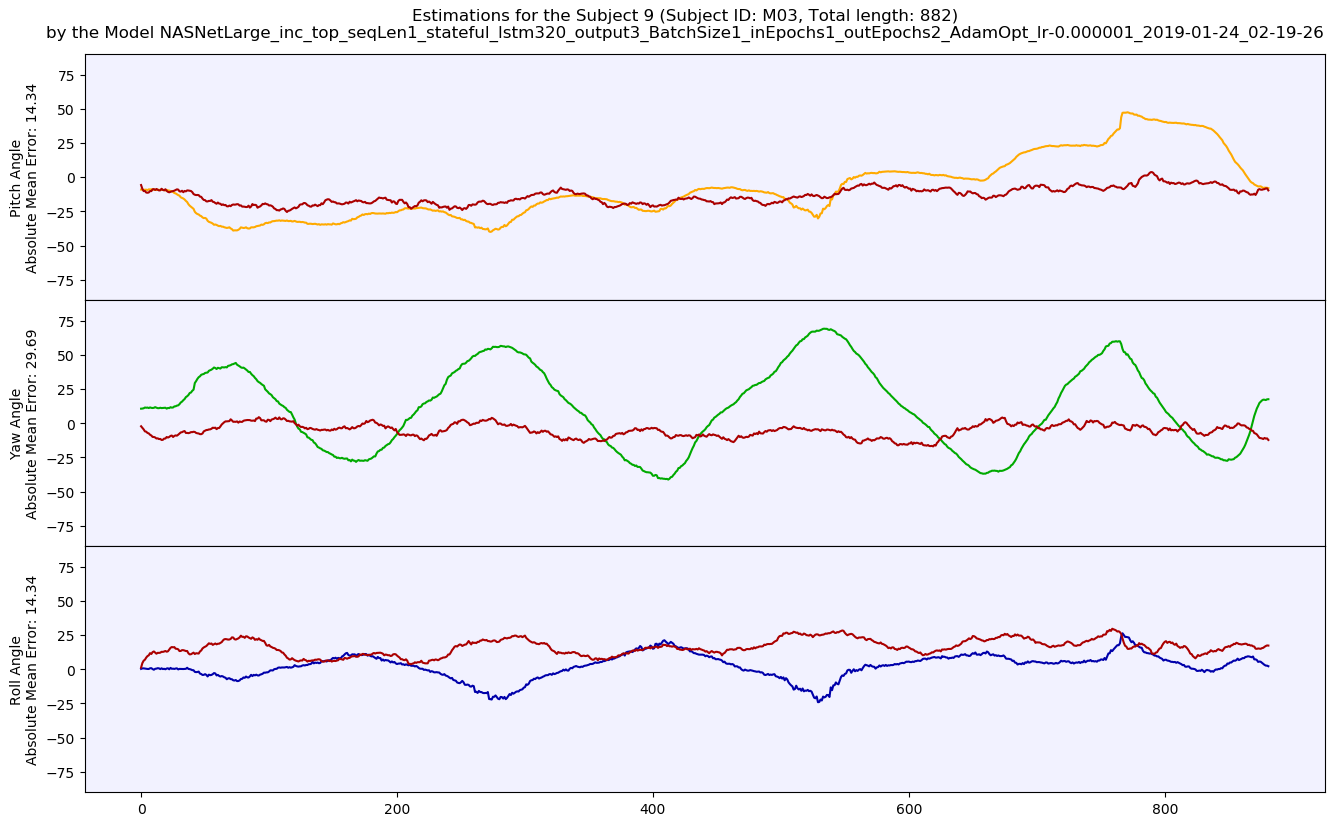 Estimations for the Subject 9 (Subject ID: M03, Total length: 882)
by the Model NASNetLarge_inc_top_seqLen1_stateful_lstm320_output3_BatchSize1_inEpochs1_outEpochs2_AdamOpt_lr-0.000001_2019-01-24_02-19-26
Pitch Angle
Absolute Mean Error: 14.34
75
50
25
0
−25
−50
−75
Yaw Angle
Absolute Mean Error: 29.69
75
50
25
0
−25
−50
−75
Roll Angle
Absolute Mean Error: 14.34
75
50
25
0
−25
−50
−75
0 200 400 600 800